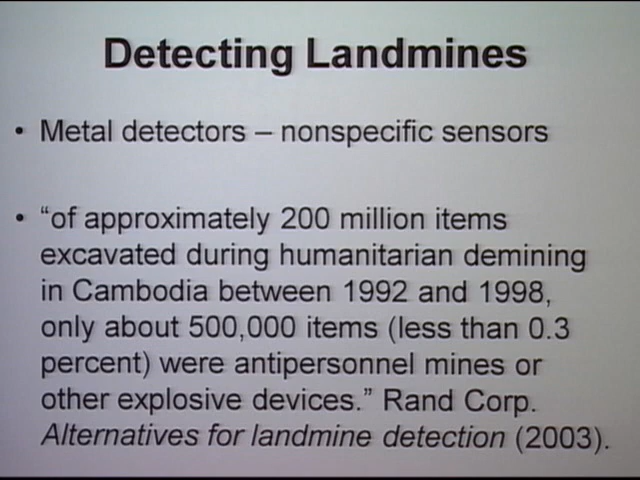 Detecting Landmines
• Metal detectors – nonspecific sensors
• “of approximately 200 million items
excavated during humanitarian demining
in Cambodia between 1992 and 1998,
only about 500,000 items (less than 0.3
percent) were antipersonnel mines or
other explosive devices.” Rand Corp.
Alternatives for landmine detection (2003).